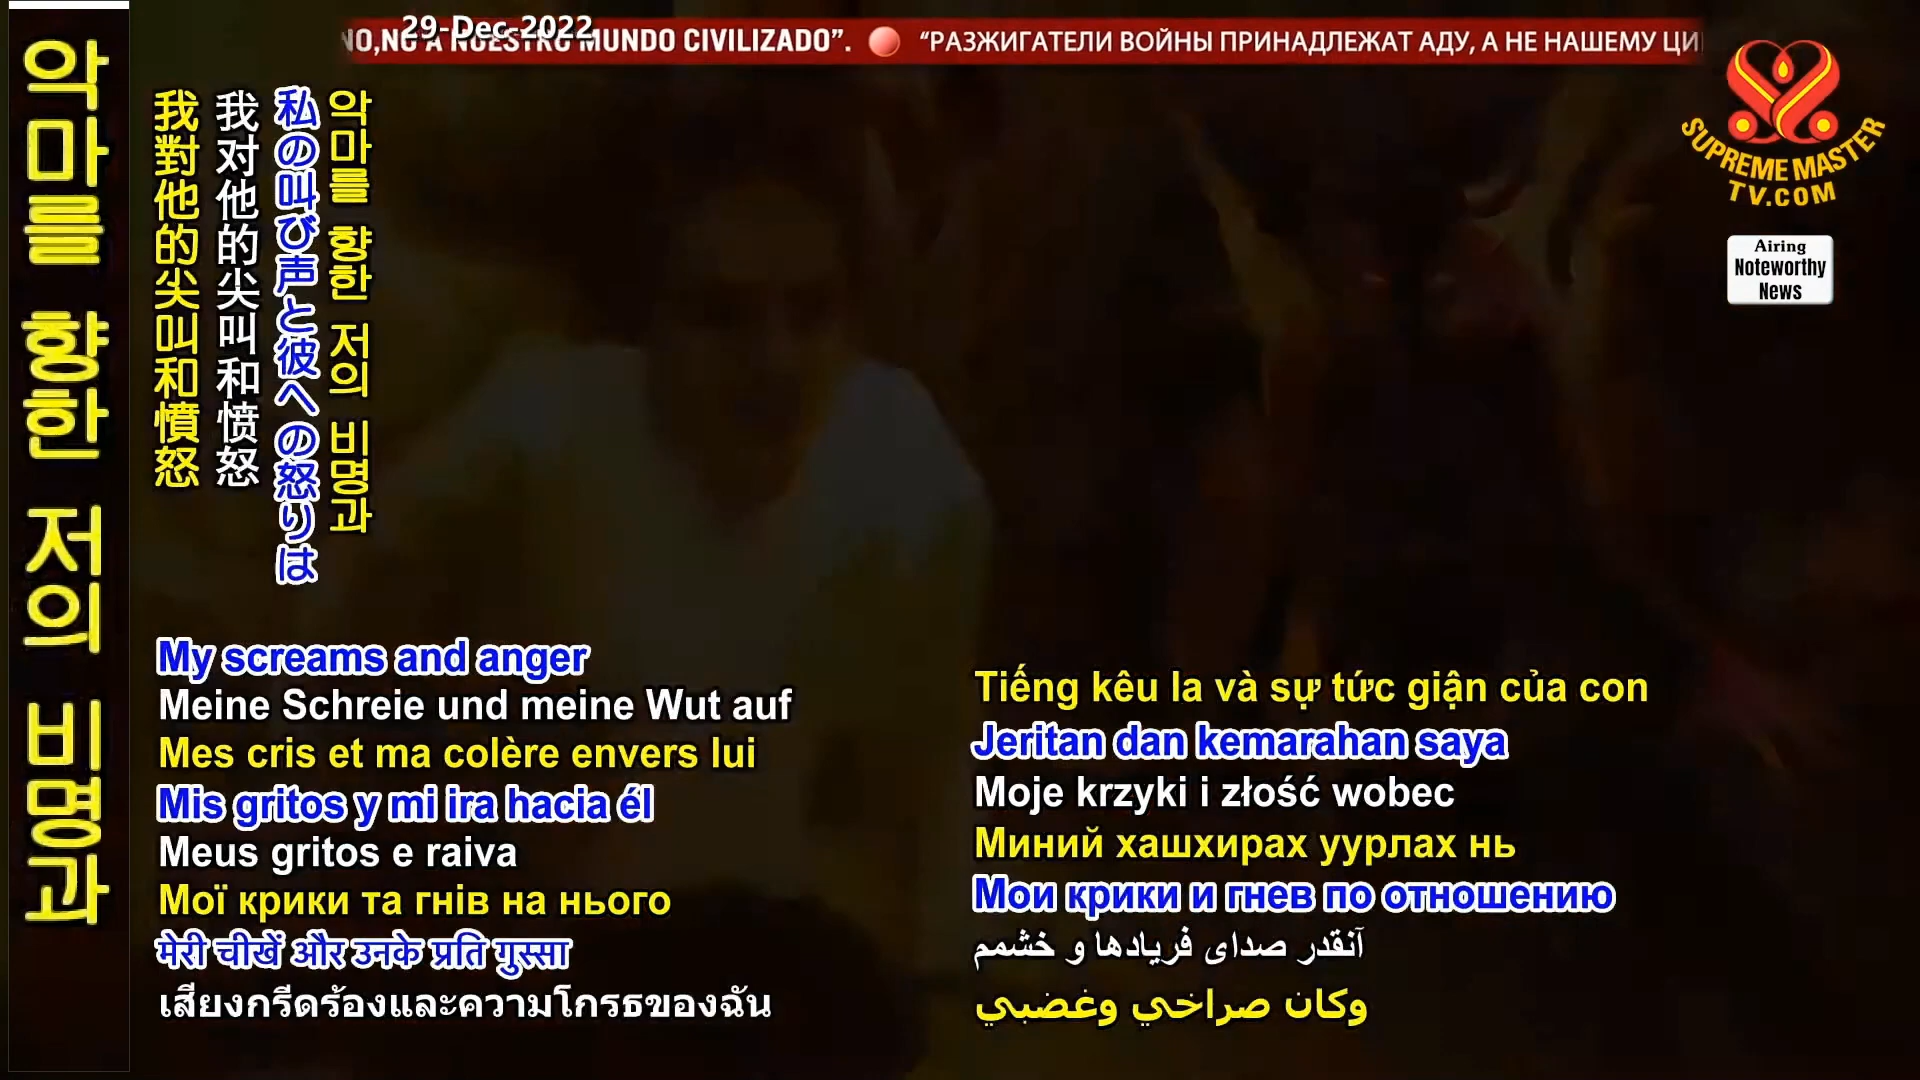 29-Dec-2022
NO,NO A NUESTRO MUNDO CIVILIZADO”. “РАЗЖИГАТЕЛИ ВОЙНЫ ПРИНАДЛЕЖАТ АДУ, А НЕ НАШЕМУ ЦИ
SUPREME MASTER
TV.COM
Airing
Noteworthy
News
악마를 향한 저의 비명과
악마를 향한 저의 비명과
私の叫び声と彼への怒りは
我对他的尖叫和愤怒
我對他的尖叫和憤怒
My screams and anger
Meine Schreie und meine Wut auf
Mes cris et ma colère envers lui
Mis gritos y mi ira hacia él
Meus gritos e raiva
Мої крики та гнів на нього
मेरी चीखें और उनके प्रति गुस्सा
เสียงกรีดร้องและความโกรธของฉัน
Tiếng kêu la và sự tức giận của con
Jeritan dan kemarahan saya
Moje krzyki i złość wobec
Миний хашхирах уурлах нь
Мои крики и гнев по отношению
آنقدر صدای فریادها و خشمم
وكان صراخي وغضبي